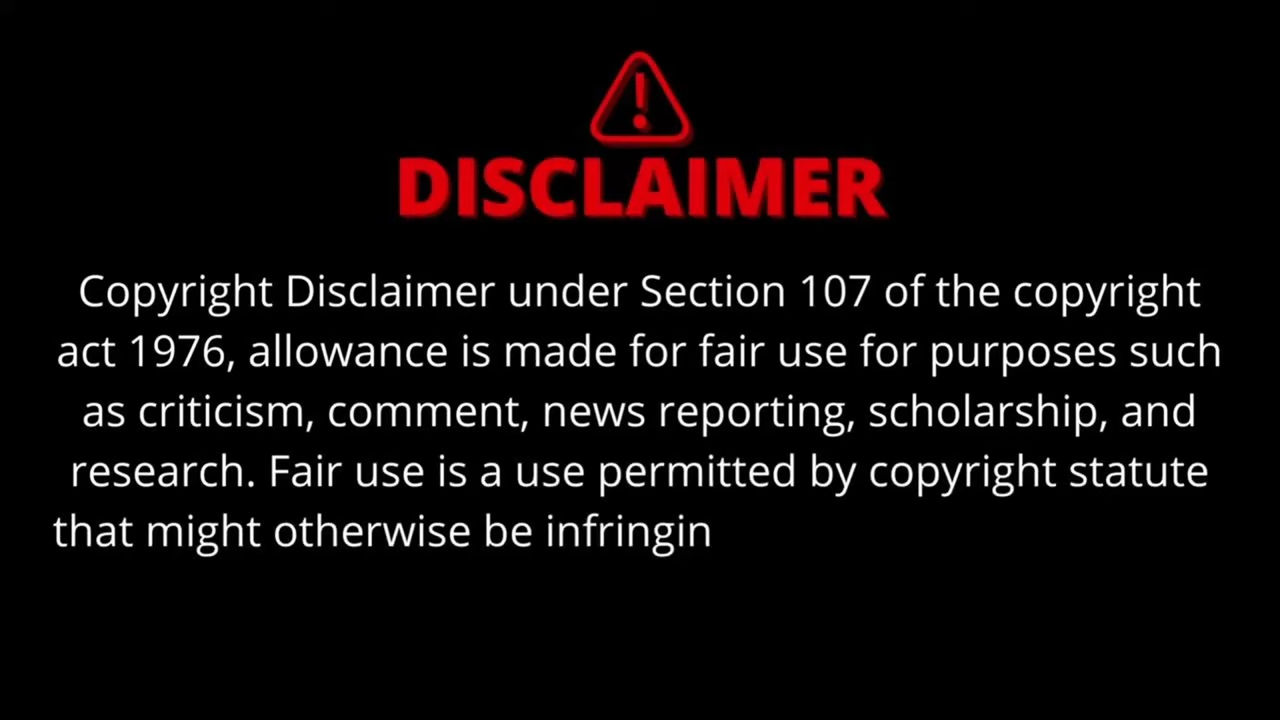 DISCLAIMER
Copyright Disclaimer under Section 107 of the copyright
act 1976, allowance is made for fair use for purposes such
as criticism, comment, news reporting, scholarship, and
research. Fair use is a use permitted by copyright statute
that might otherwise be infringin